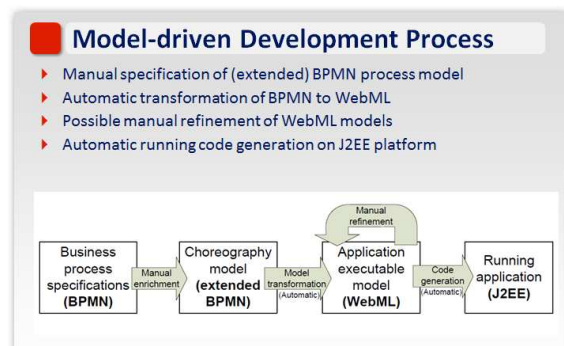 Model-driven Development Process
Manual specification of (extended) BPMN process model
Automatic transformation of BPMN to WebML
Possible manual refinement of WebML models
Automatic running code generation on J2EE platform
Manual
refinement
Business
process
specifications
(BPMN)
Manual
enrichment
Choreography
model
(extended
BPMN)
Model
transformation
(Automatic)
Application
executable
model
(WebML)
Code
generation
(Automatic)
Running
application
(J2EE)